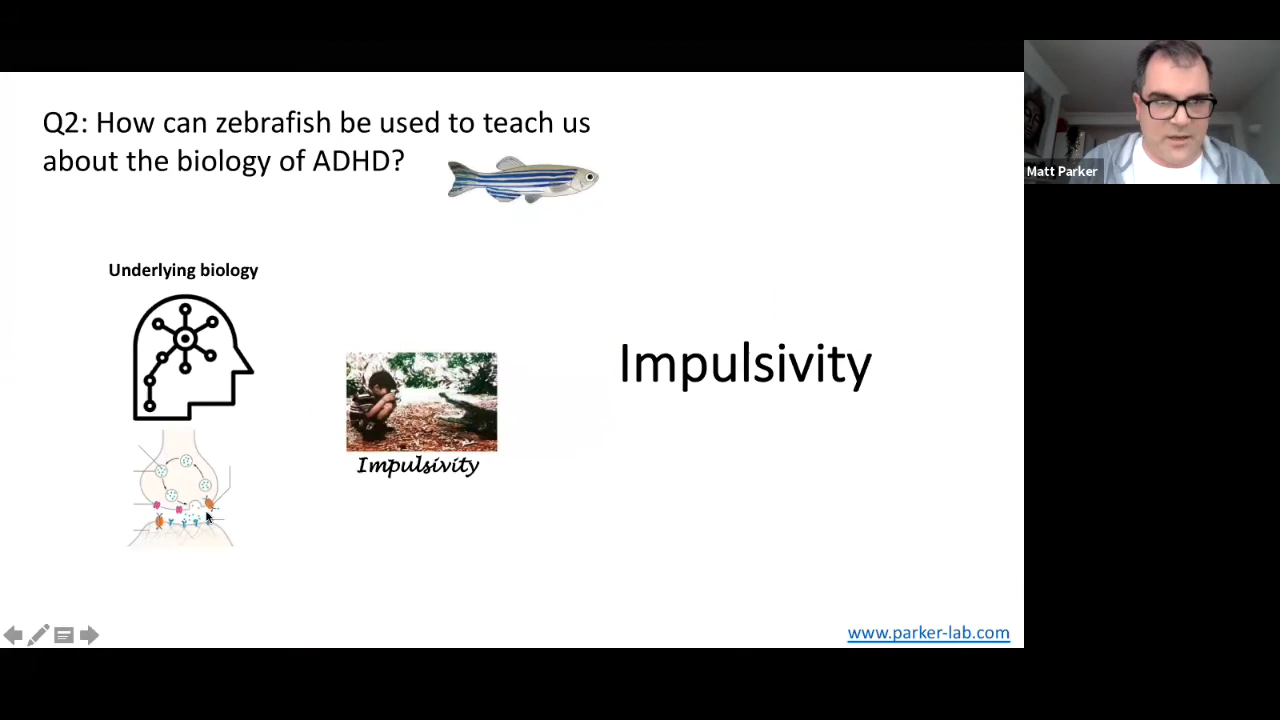 Q2: How can zebrafish be used to teach us
about the biology of ADHD?
Matt Parker
Underlying biology
Impulsivity
Impulsivity
www.parker-lab.com